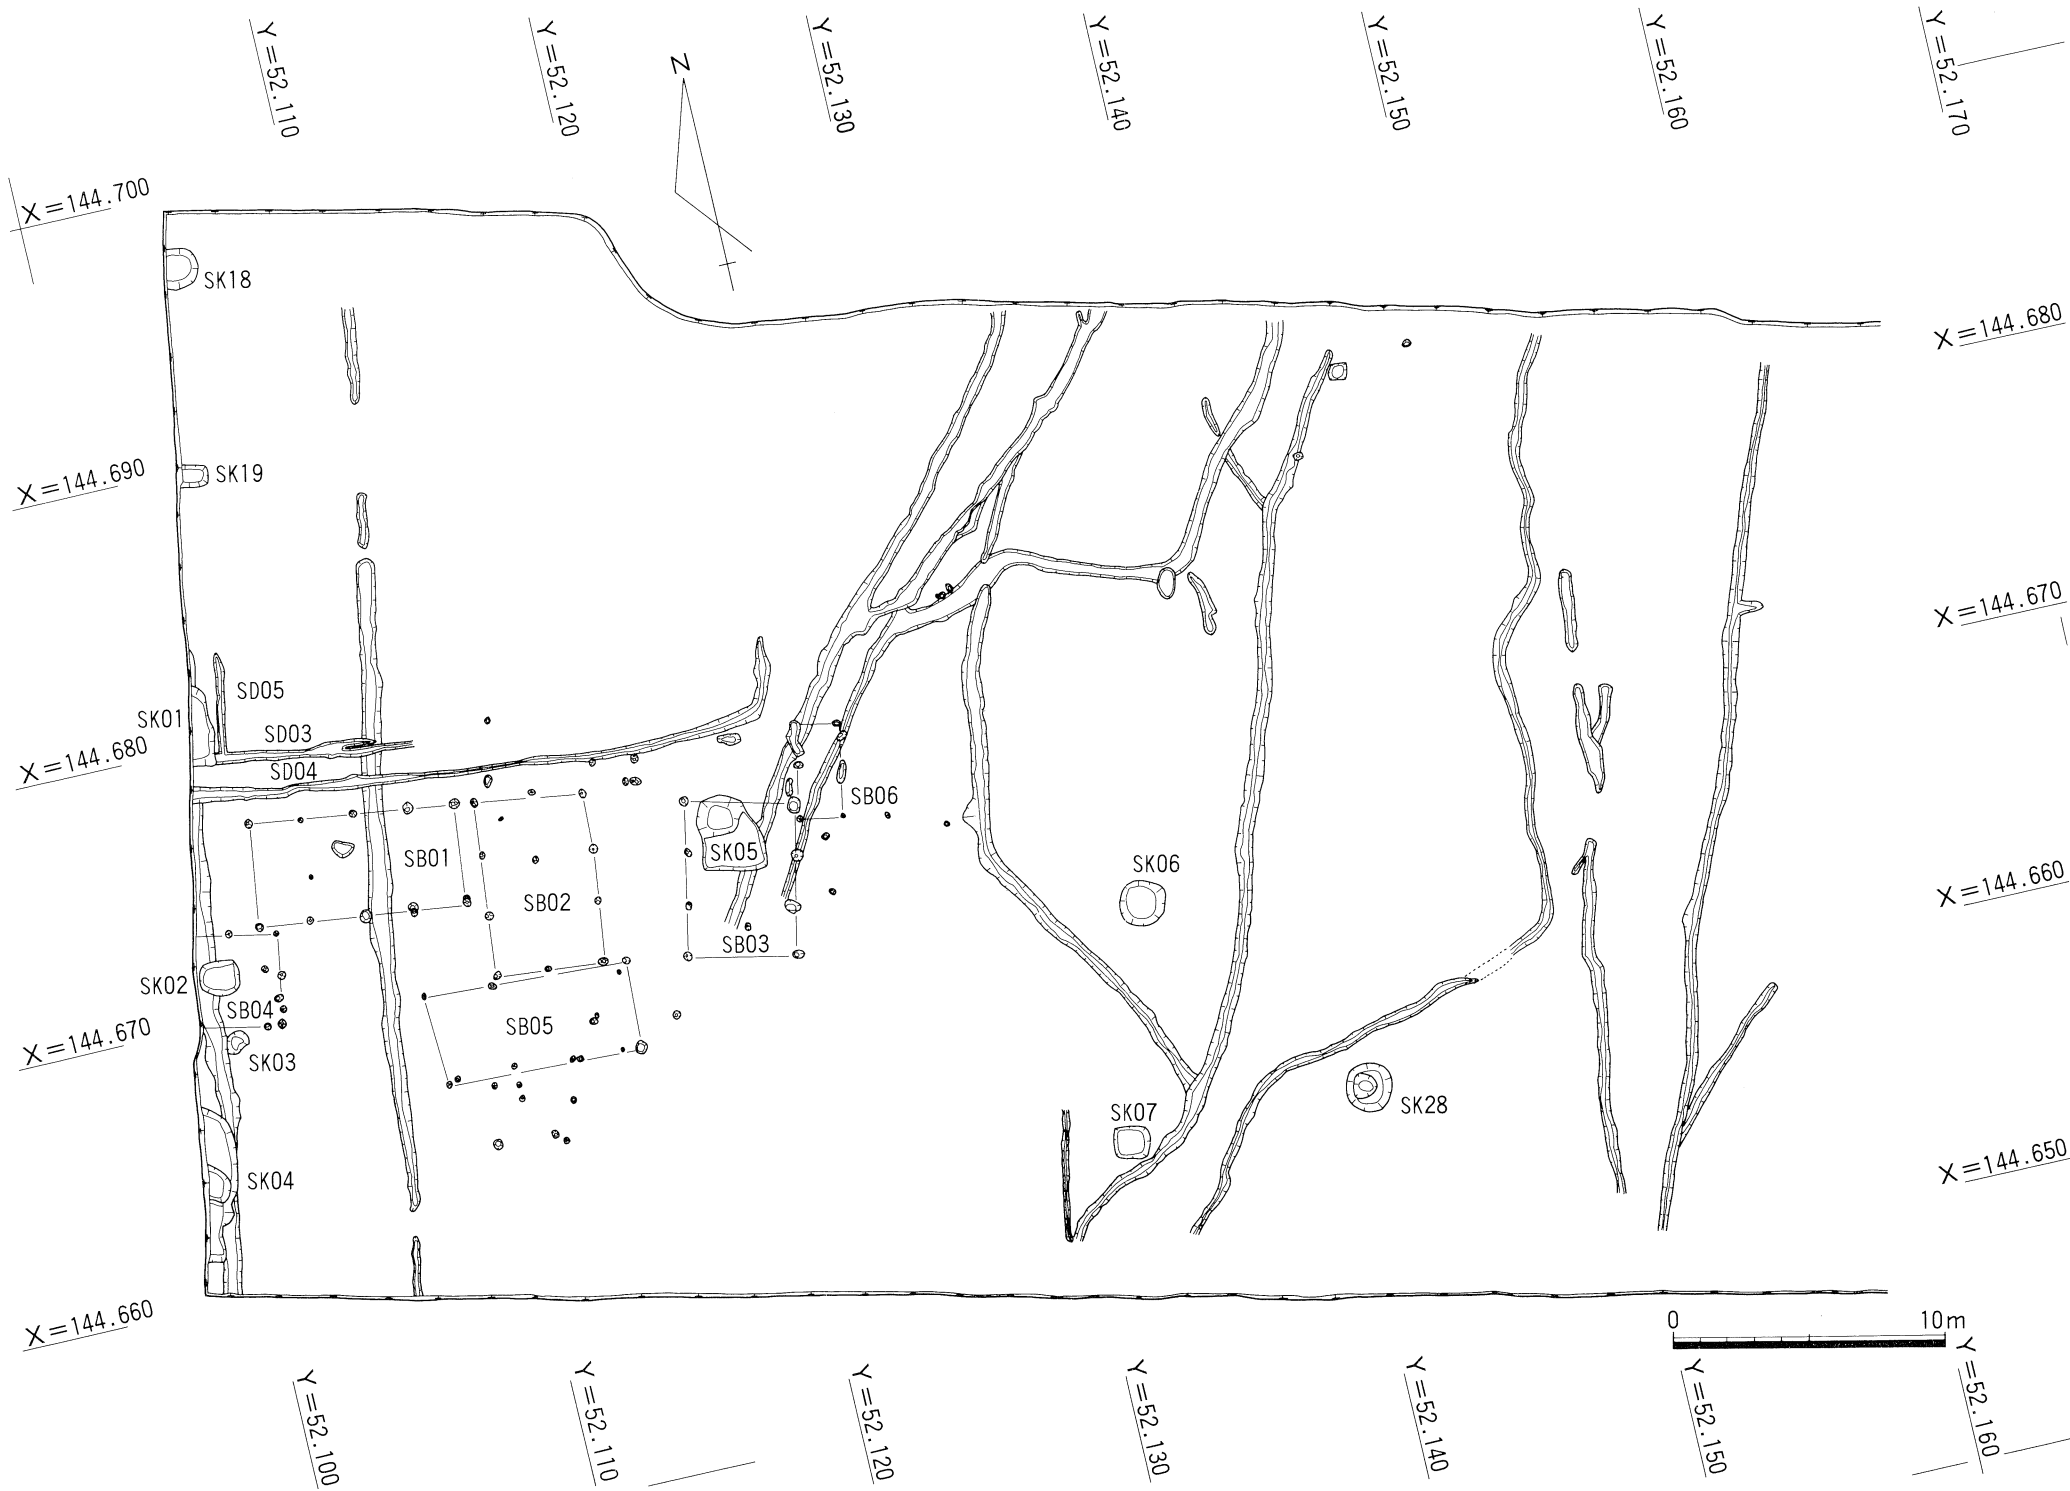 Y=52.110
Y=52.120
Y=52.130
Y=52.140
Y=52.150
Y=52.160
Y=52.170
N
X=144.700
SK18
X=144.680
X=144.690
SK19
X=144.670
SD05
SK01
SD03
X=144.680
SD04
SB06
SB01
SK05
SK06
X=144.660
SB02
SB03
SK02
SB04
SB05
X=144.670
SK03
SK28
SK07
SK04
X=144.650
X=144.660
0 10m
Y=52.100
Y=52.110
Y=52.120
Y=52.130
Y=52.140
Y=52.150
Y=52.160